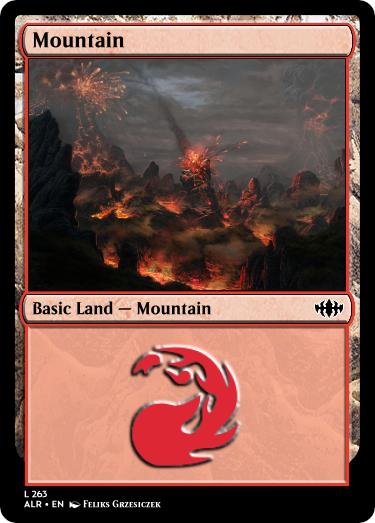 Mountain
Basic Land — Mountain
L 263
ALR • EN Feliks Grzesiczek